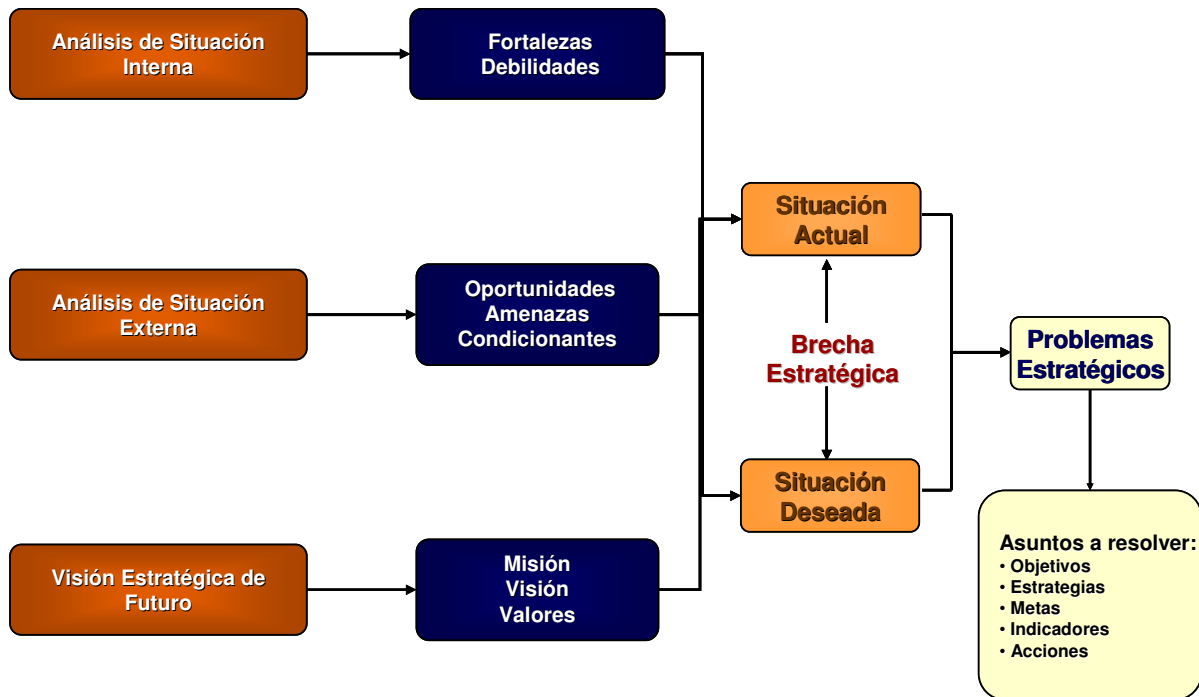 Análisis de Situación
Interna
Fortalezas
Debilidades
Análisis de Situación
Externa
Oportunidades
Amenazas
Condicionantes
Visión Estratégica de
Futuro
Misión
Visión
Valores
Situación
Actual
Brecha
Estratégica
Situación
Deseada
Problemas
Estratégicos
Asuntos a resolver:
• Objetivos
• Estrategias
• Metas
• Indicadores
• Acciones